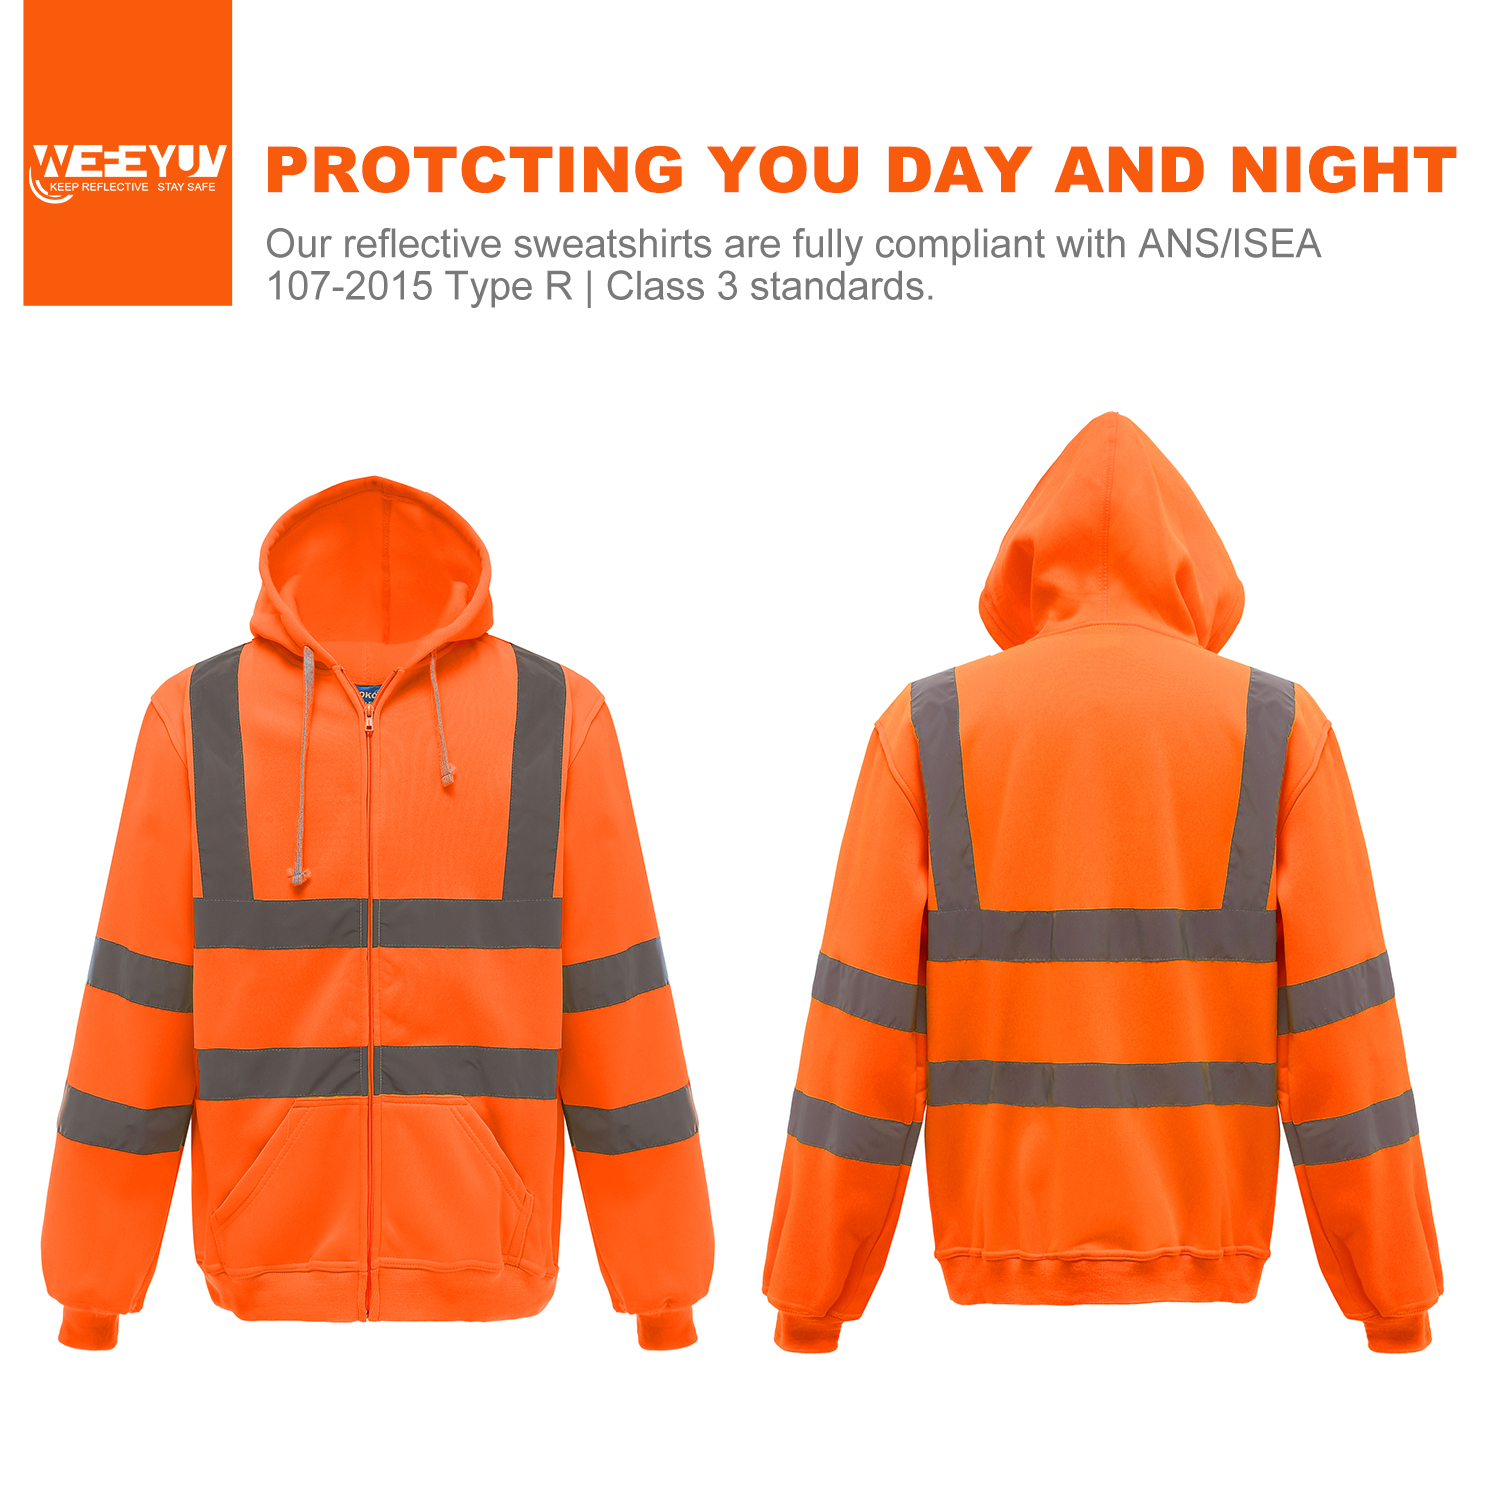 WEFEYUV
KEEP REFLECTIVE STAY SAFE
PROTCTING YOU DAY AND NIGHT
Our reflective sweatshirts are fully compliant with ANS/ISEA
107-2015 Type R | Class 3 standards.